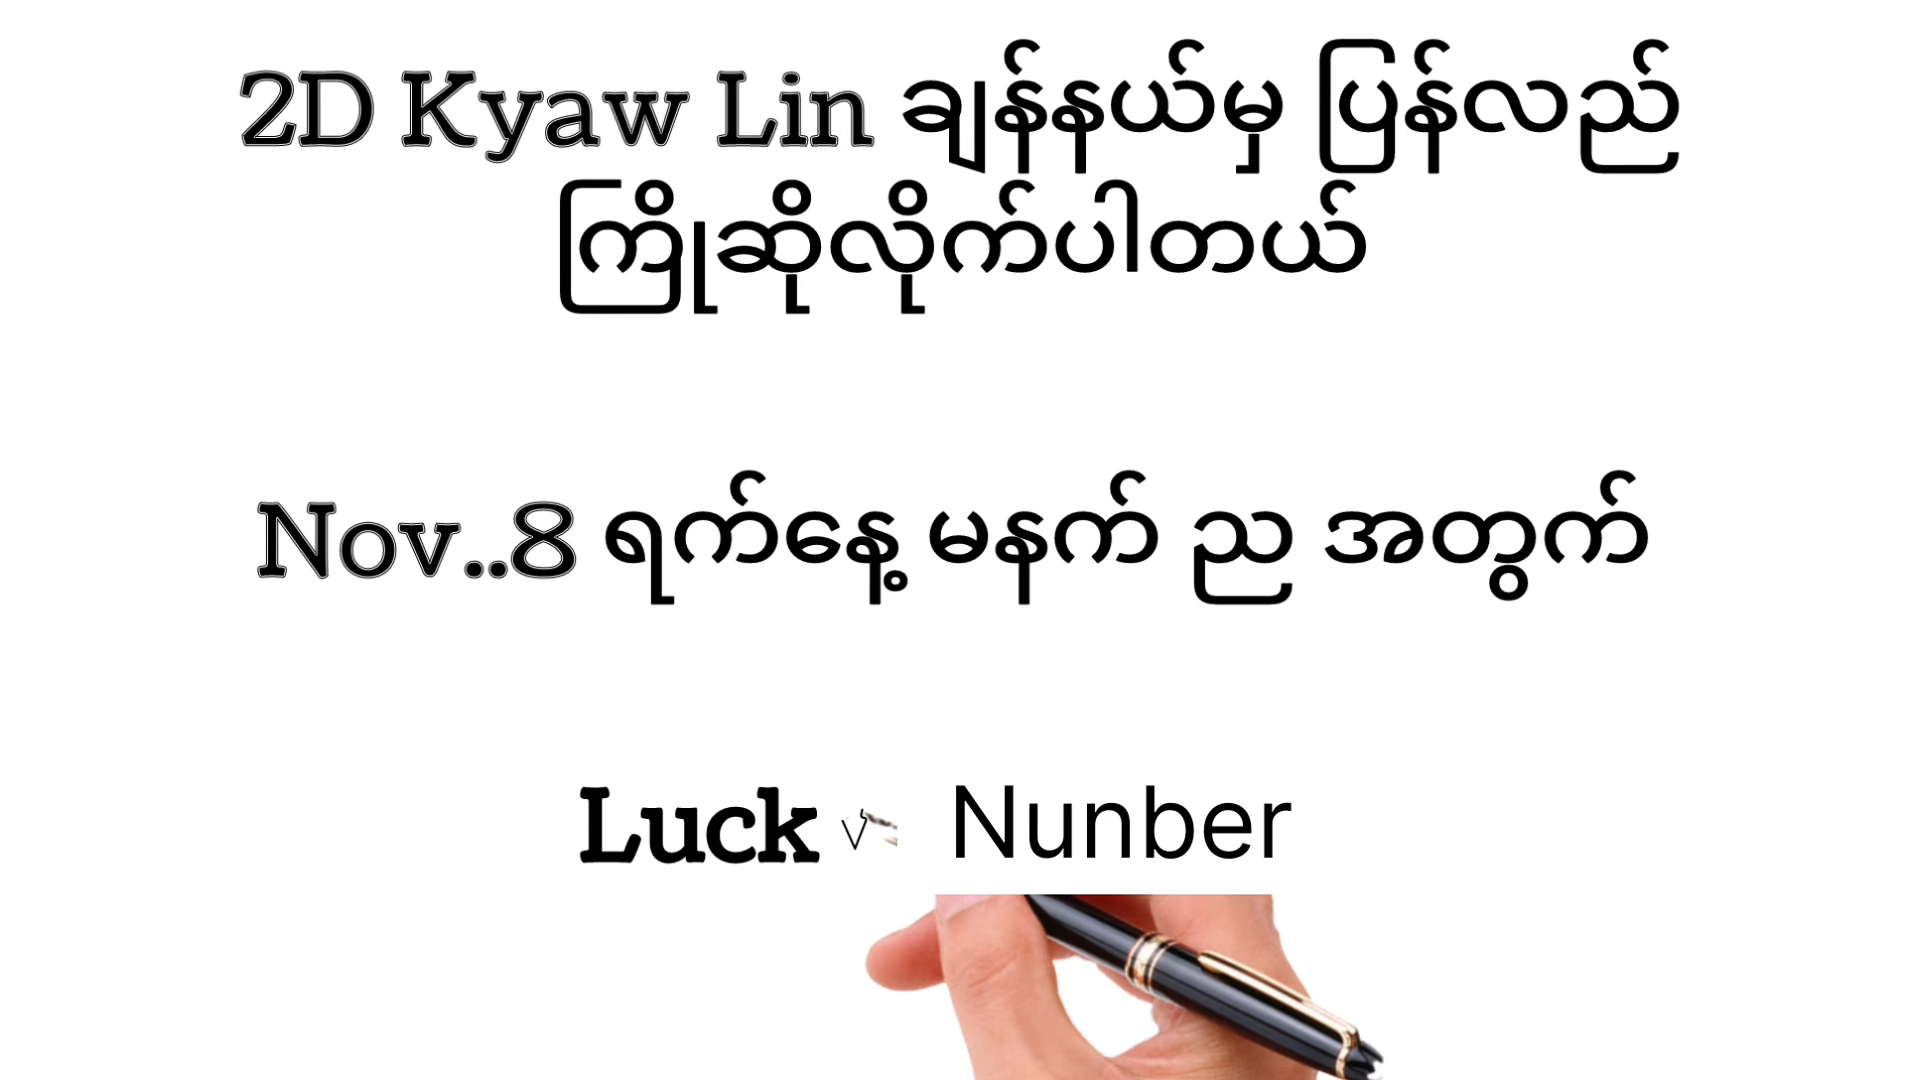 2D Kyaw Lin ချန်နယ်မှ ပြန်လည်
ကြိုဆိုလိုက်ပါတယ်
Nov..8 ရက်နေ့ မနက် ည အတွက်
Luck Nunber